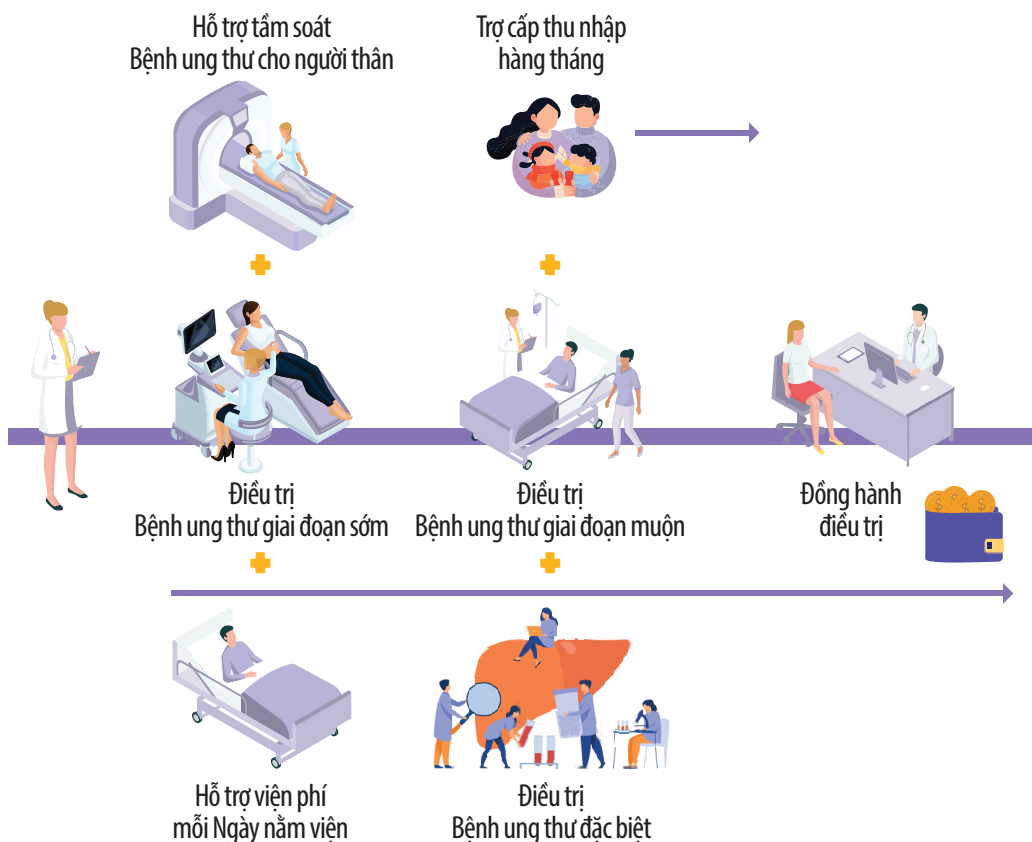 Hỗ trợ tầm soát
Bệnh ung thư cho người thân
Trợ cấp thu nhập
hàng tháng
Điều trị
Bệnh ung thư giai đoạn sớm
Điều trị
Bệnh ung thư giai đoạn muộn
Đồng hành
điều trị
Hỗ trợ viện phí
mỗi Ngày nằm viện
Điều trị
Bệnh ung thư đặc biệt